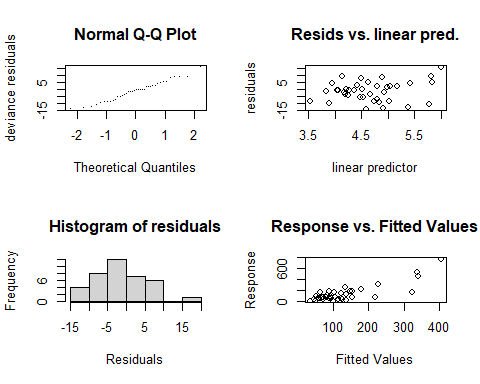 Normal Q-Q Plot
deviance residuals
-15 5
-2 -1 0 1 2
Theoretical Quantiles
Resids vs. linear pred.
residuals
-15 5
3.5 4.5 5.5
linear predictor
Histogram of residuals
Frequency
0 6
-15 -5 5 15
Residuals
Response vs. Fitted Values
Response
0 600
100 200 300 400
Fitted Values